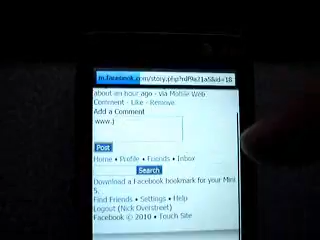 m.facebook.com/story.php?
about an hour ago - via Mobile Web
Comment - Like - Remove
Add a Comment
www.j
Post
Home • Profile • Friends • Inbox
Search
Download a Facebook bookmark for your Mini
5.
Find Friends • Settings • Help
Logout (Nick Overstreet)
Facebook © 2010 • Touch Site